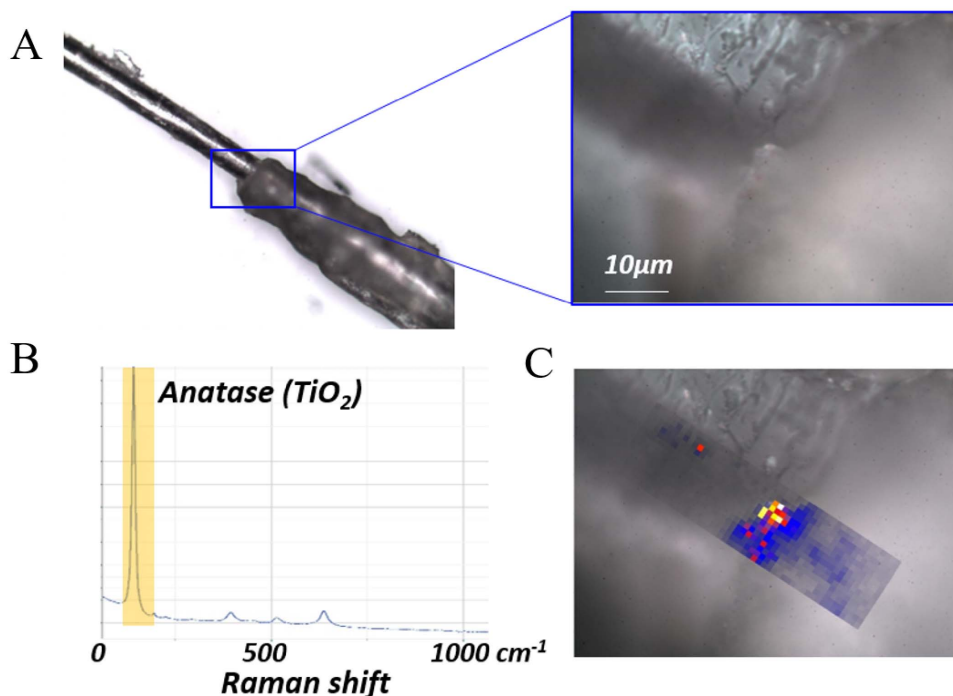 A
10μm
B
C
Anatase (TiO₂)
0 500 1000 cm⁻¹
Raman shift